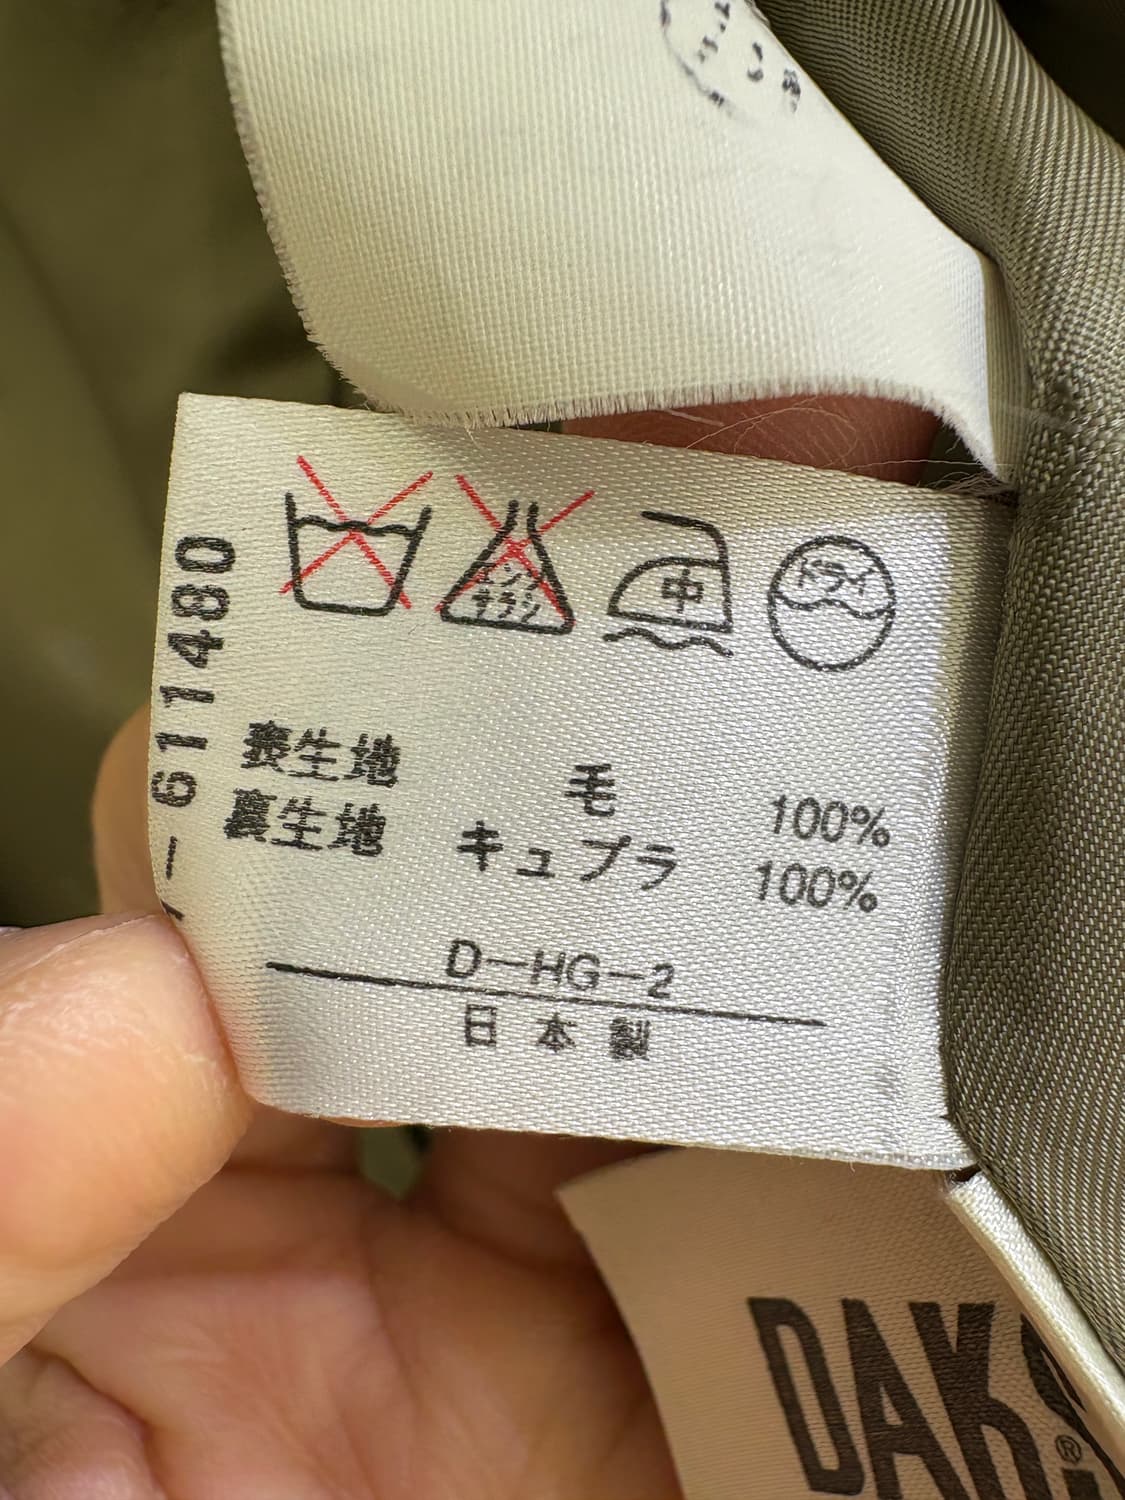 エンソ
サラシ
中
ドライ
表生地 毛 100%
裏生地 キュプラ 100%
D-HG-2
日本製
-611480
DAKS
®